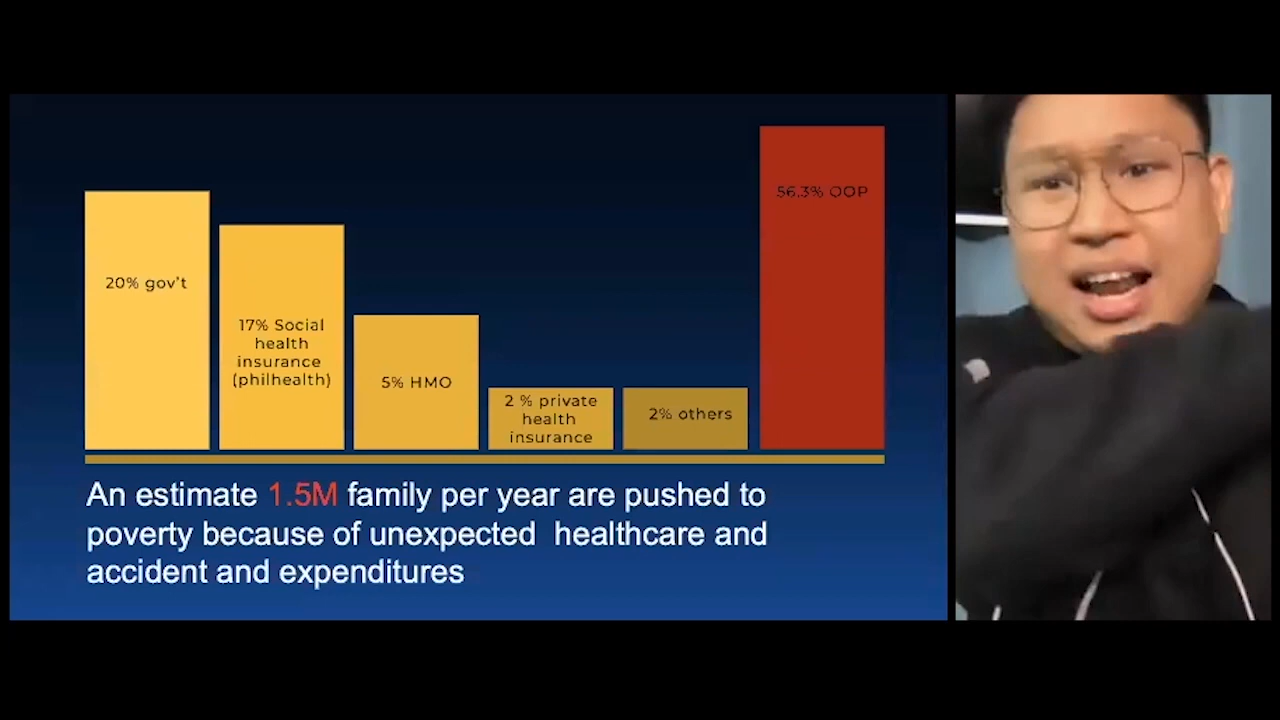 20% gov't
17% Social
health
insurance
(philhealth)
5% HMO
2 % private
health
insurance
2% others
56.3% OOP
An estimate 1.5M family per year are pushed to
poverty because of unexpected  healthcare and
accident and expenditures